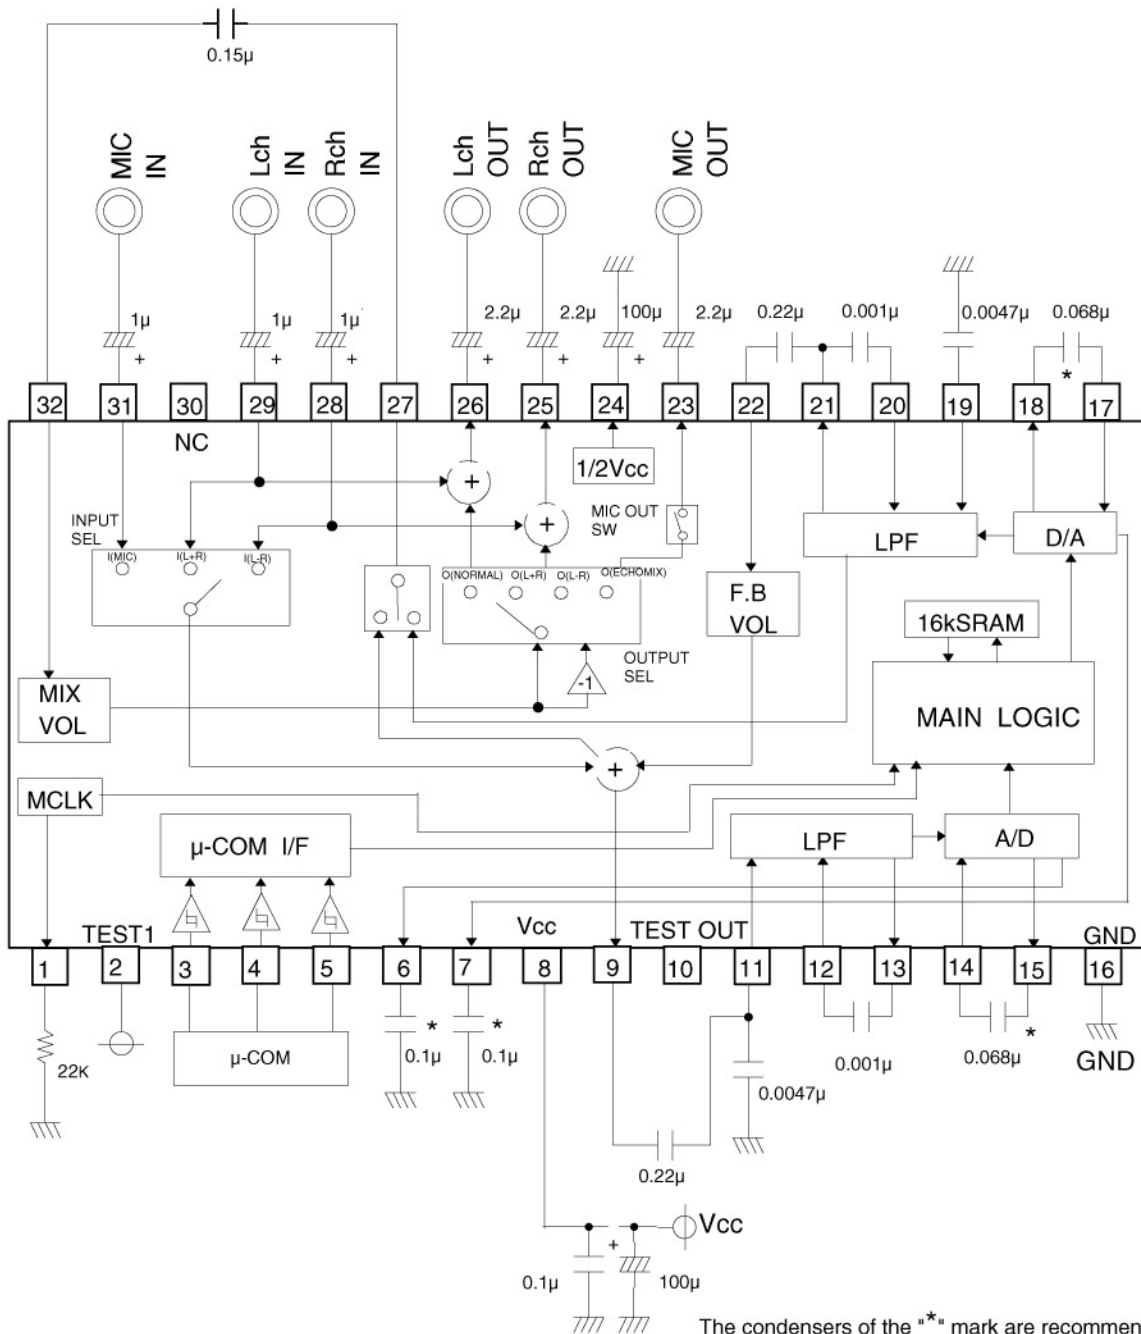 0.15μ
MIC IN
Lch IN
Rch IN
Lch OUT
Rch OUT
MIC OUT
1μ
+
1μ
+
1μ
+
2.2μ
+
2.2μ
+
100μ
+
2.2μ
+
0.22μ
0.001μ
0.0047μ
0.068μ
*
32
31
30
29
28
27
26
25
24
23
22
21
20
19
18
17
NC
+
+
1/2Vcc
MIC OUT
SW
INPUT
SEL
I(MIC)
I(L+R)
I(L-R)
O(NORMAL)
O(L+R)
O(L-R)
O(ECHOMIX)
OUTPUT
SEL
-1
F.B
VOL
LPF
D/A
16kSRAM
MAIN LOGIC
MIX
VOL
+
MCLK
μ-COM I/F
LPF
A/D
TEST1
Vcc
TEST OUT
GND
1
2
3
4
5
6
7
8
9
10
11
12
13
14
15
16
22K
μ-COM
*
0.1μ
*
0.1μ
0.0047μ
0.001μ
0.068μ
*
GND
0.22μ
Vcc
0.1μ
+
100μ
The condensers of the "*" mark are recommen